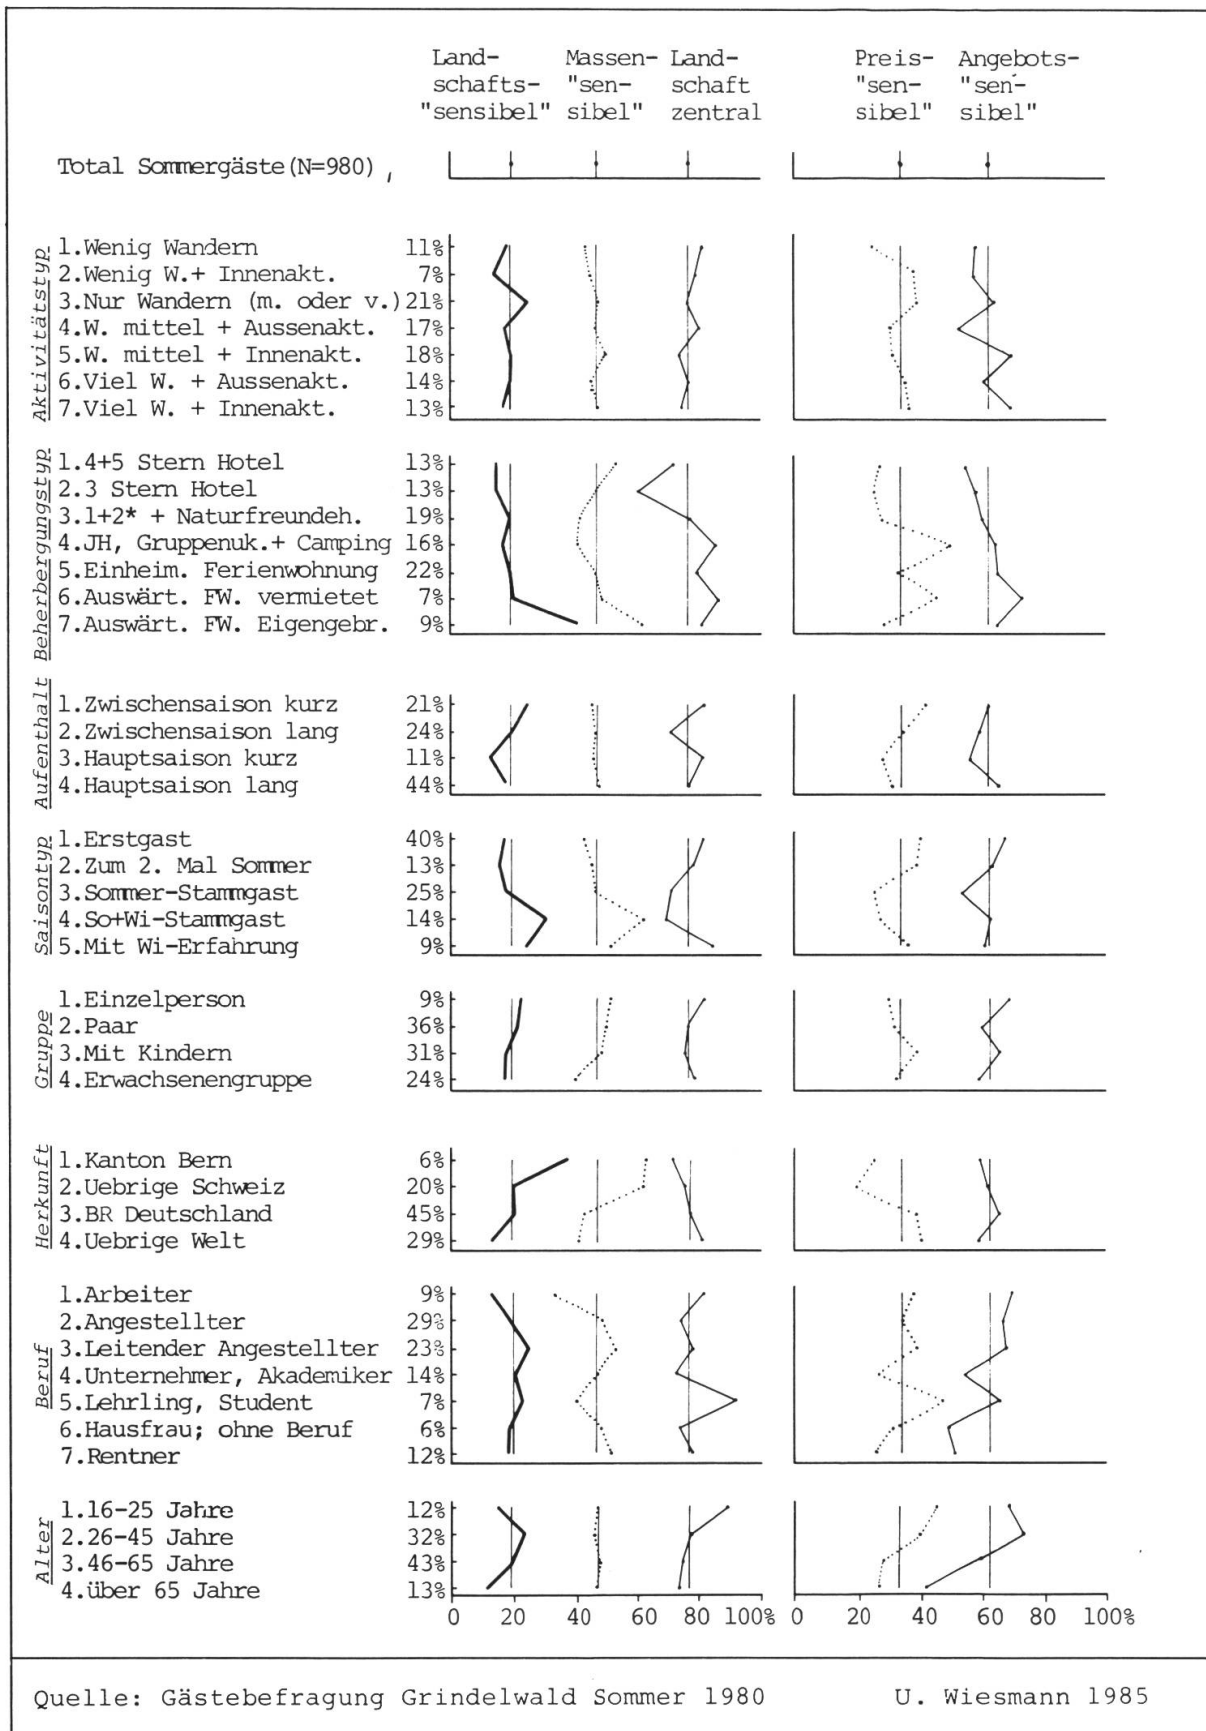 Land- Massen- Land- Preis- Angebots-
schafts- "sen- schaft "sen- "sen-
"sensibel" sibel" zentral sibel" sibel"
Total Sommergäste(N=980) ,
Aktivitätstyp
1.Wenig Wandern 11%
2.Wenig W.+ Innenakt. 7%
3.Nur Wandern (m. oder v.) 21%
4.W. mittel + Aussenakt. 17%
5.W. mittel + Innenakt. 18%
6.Viel W. + Aussenakt. 14%
7.Viel W. + Innenakt. 13%
Beherbergungstyp
1.4+5 Stern Hotel 13%
2.3 Stern Hotel 13%
3.1+2* + Naturfreundeh. 19%
4.JH, Gruppenuk.+ Camping 16%
5.Einheim. Ferienwohnung 22%
6.Auswärt. FW. vermietet 7%
7.Auswärt. FW. Eigengebr. 9%
Aufenthalt
1.Zwischensaison kurz 21%
2.Zwischensaison lang 24%
3.Hauptsaison kurz 11%
4.Hauptsaison lang 44%
Saisontyp
1.Erstgast 40%
2.Zum 2. Mal Sommer 13%
3.Sommer-Stammgast 25%
4.So+Wi-Stammgast 14%
5.Mit Wi-Erfahrung 9%
Gruppe
1.Einzelperson 9%
2.Paar 36%
3.Mit Kindern 31%
4.Erwachsenengruppe 24%
Herkunft
1.Kanton Bern 6%
2.Uebrige Schweiz 20%
3.BR Deutschland 45%
4.Uebrige Welt 29%
Beruf
1.Arbeiter 9%
2.Angestellter 29%
3.Leitender Angestellter 23%
4.Unternehmer, Akademiker 14%
5.Lehrling, Student 7%
6.Hausfrau; ohne Beruf 6%
7.Rentner 12%
Alter
1.16-25 Jahre 12%
2.26-45 Jahre 32%
3.46-65 Jahre 43%
4.über 65 Jahre 13%
0 20 40 60 80 100% 0 20 40 60 80 100%
Quelle: Gästebefragung Grindelwald Sommer 1980 U. Wiesmann 1985